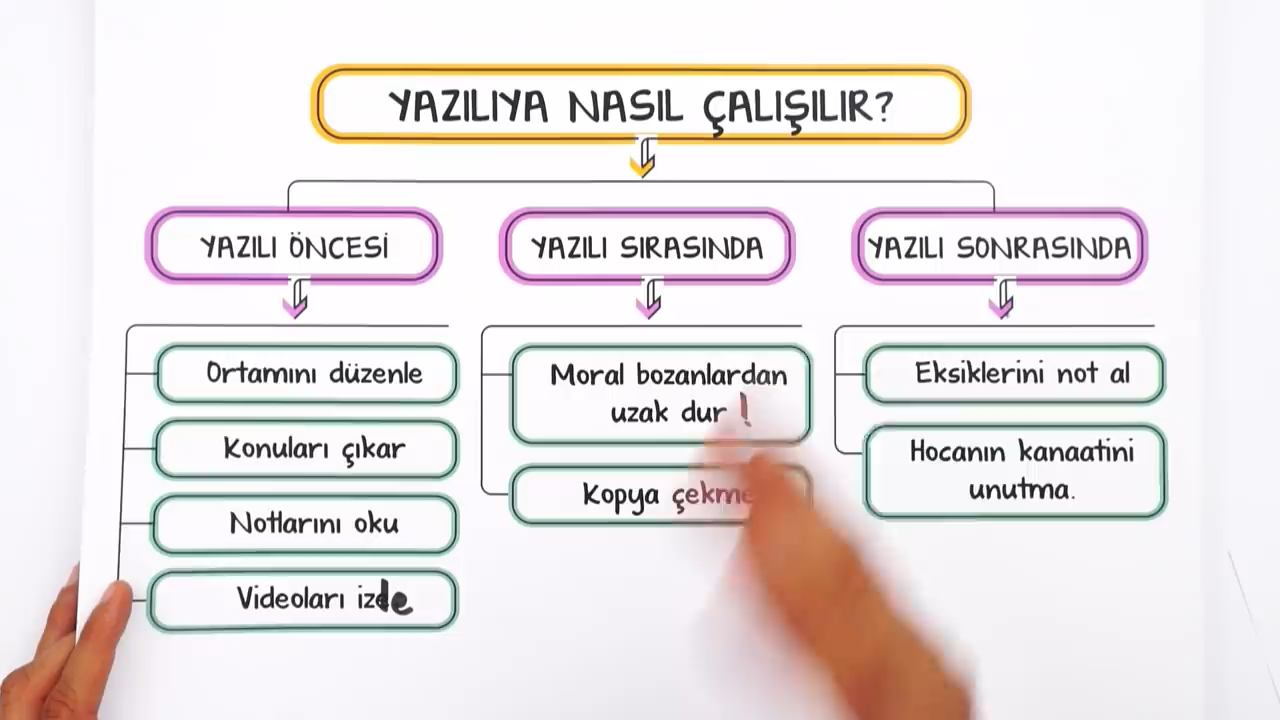 YAZILIYA NASIL ÇALIŞILIR?
YAZILI ÖNCESİ
Ortamını düzenle
Konuları çıkar
Notlarını oku
Videoları izle
YAZILI SIRASINDA
Moral bozanlardan
uzak dur !
Kopya çekme
YAZILI SONRASINDA
Eksiklerini not al
Hocanın kanaatini
unutma.